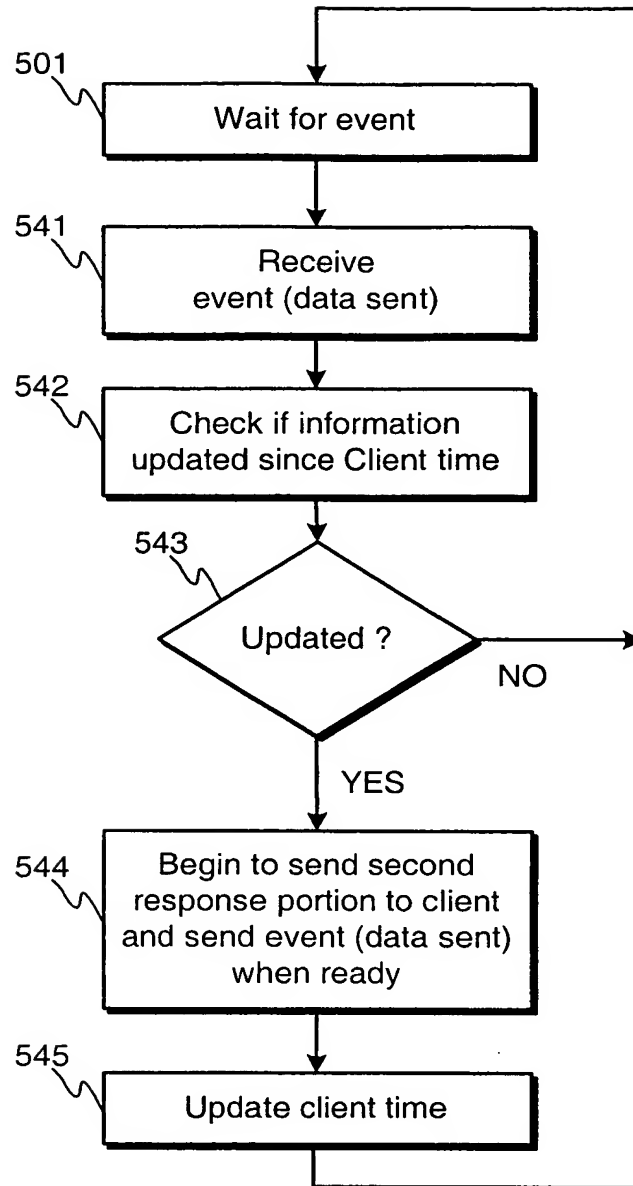 501
Wait for event
541
Receive
event (data sent)
542
Check if information
updated since Client time
543
Updated ?
NO
YES
544
Begin to send second
response portion to client
and send event (data sent)
when ready
545
Update client time